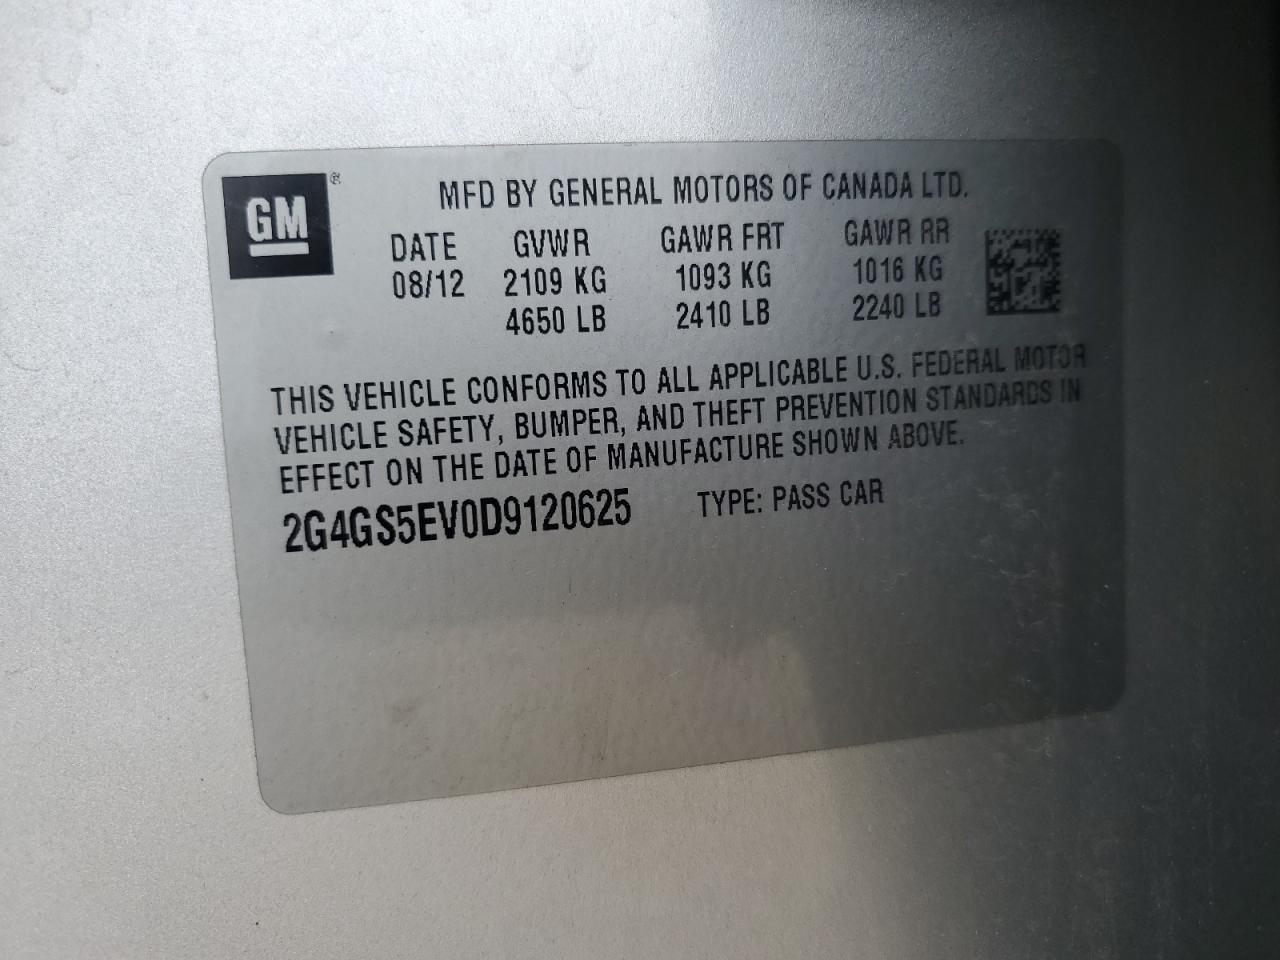 GM ®
MFD BY GENERAL MOTORS OF CANADA LTD.
DATE GVWR GAWR FRT GAWR RR
08/12 2109 KG 1093 KG 1016 KG
4650 LB 2410 LB 2240 LB
THIS VEHICLE CONFORMS TO ALL APPLICABLE U.S. FEDERAL MOTOR
VEHICLE SAFETY, BUMPER, AND THEFT PREVENTION STANDARDS IN
EFFECT ON THE DATE OF MANUFACTURE SHOWN ABOVE.
2G4GS5EV0D9120625 TYPE: PASS CAR